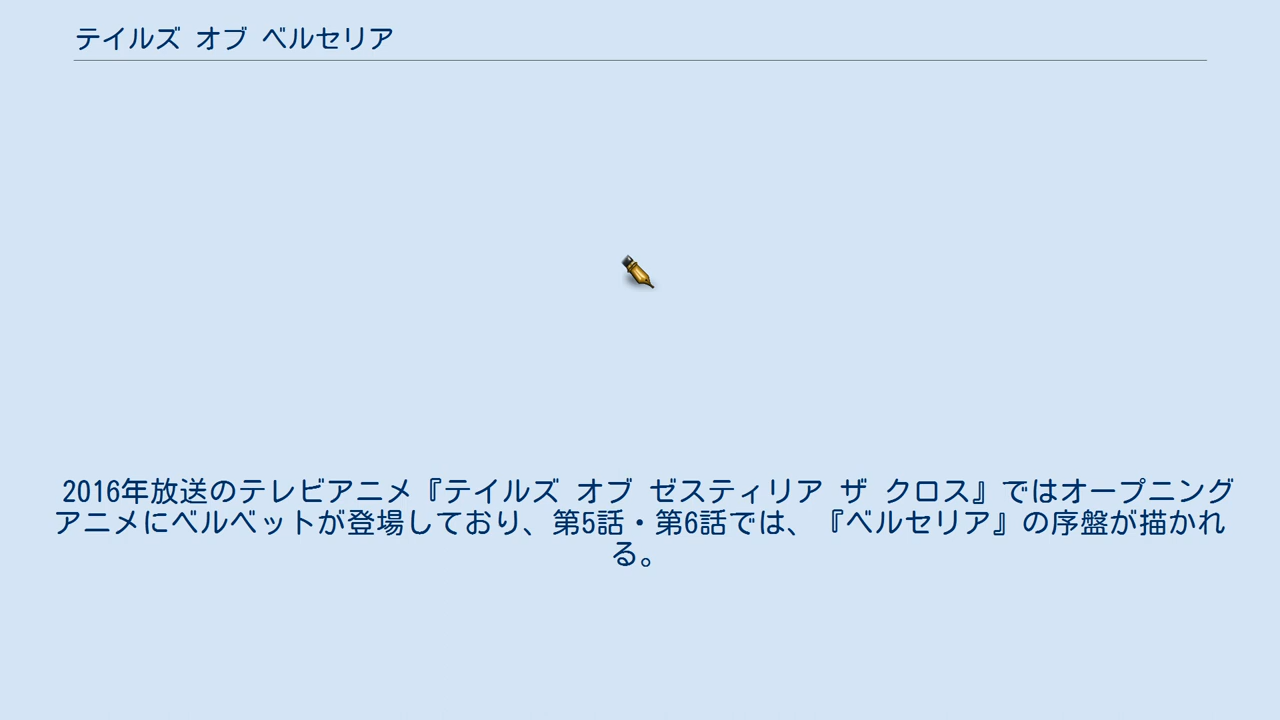 テイルズ オブ ベルセリア
2016年放送のテレビアニメ『テイルズ オブ ゼスティリア ザ クロス』ではオープニング
アニメにベルベットが登場しており、第5話・第6話では、『ベルセリア』の序盤が描かれ
る。